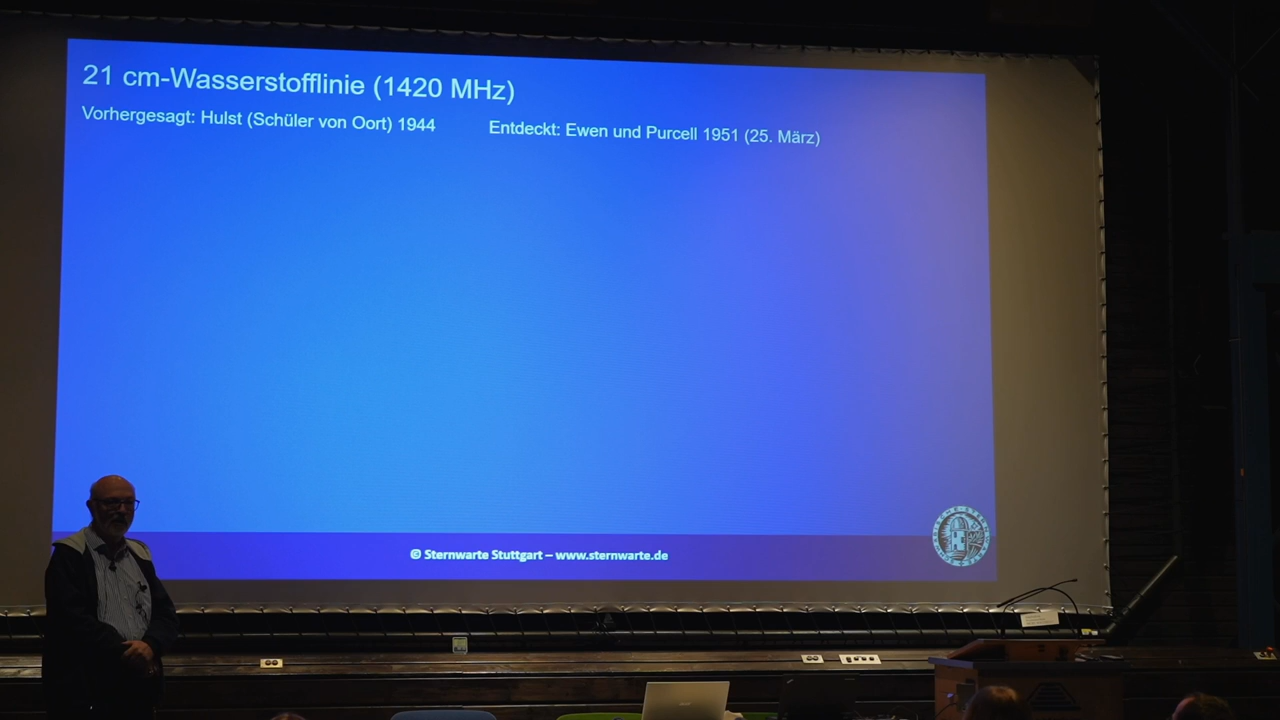 21 cm-Wasserstofflinie (1420 MHz)
Vorhergesagt: Hulst (Schüler von Oort) 1944 Entdeckt: Ewen und Purcell 1951 (25. März)
© Sternwarte Stuttgart – www.sternwarte.de